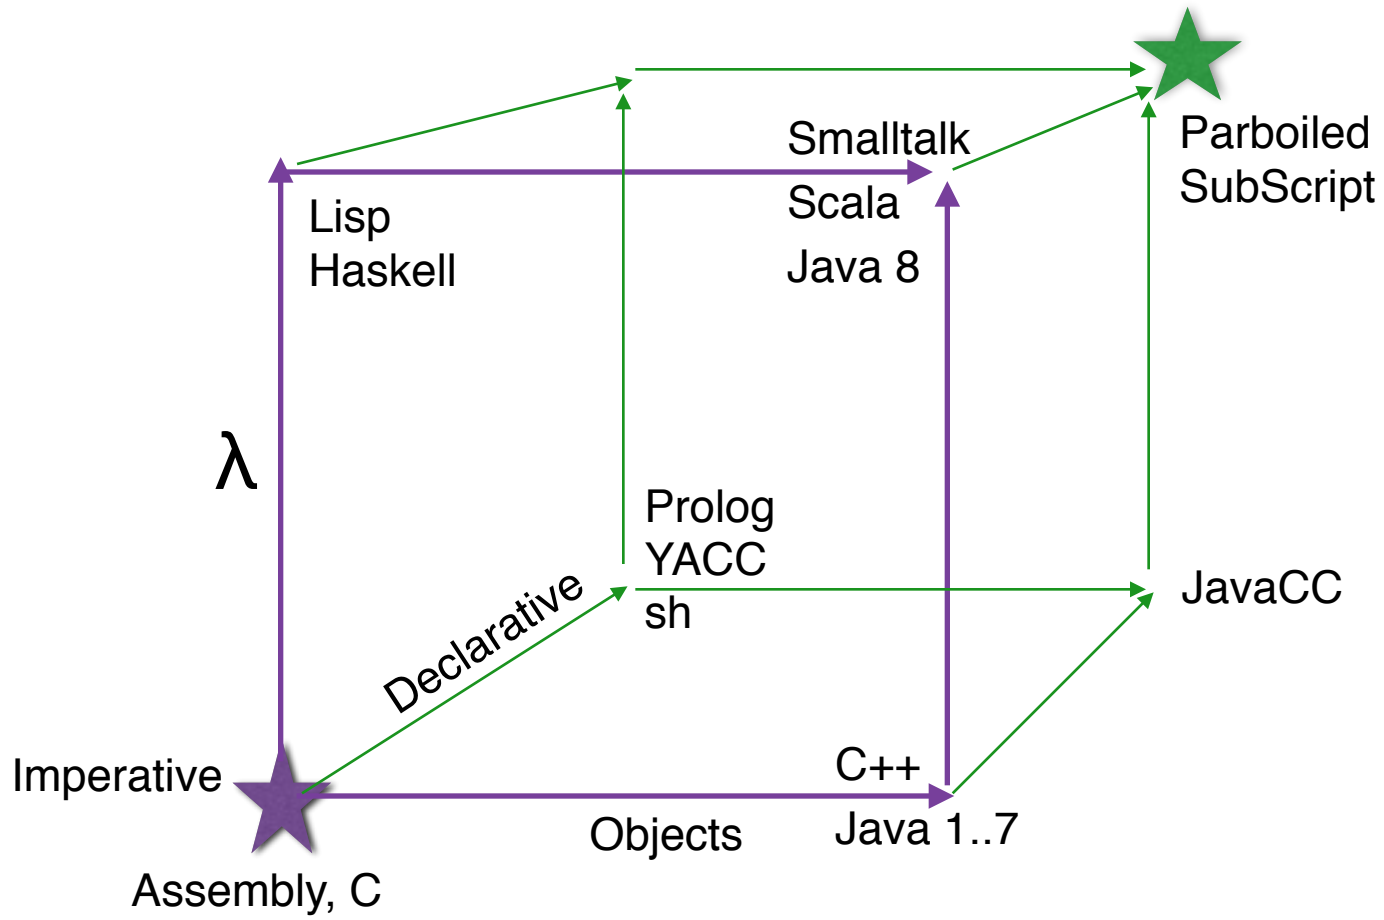 Smalltalk
Scala
Java 8
Parboiled
SubScript
Lisp
Haskell
λ
Prolog
YACC
sh
Declarative
JavaCC
Imperative
C++
Java 1..7
Objects
Assembly, C